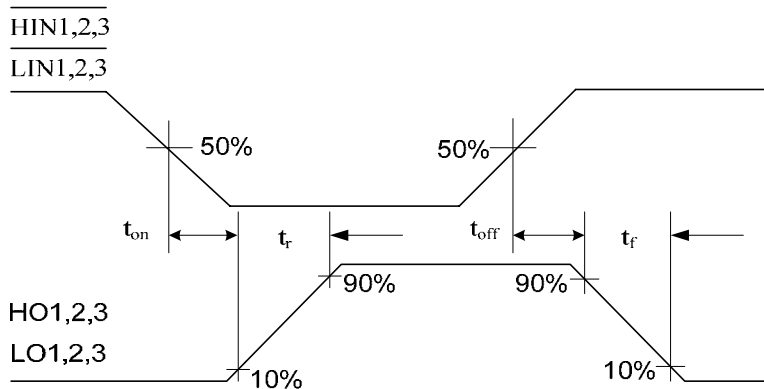 HIN1,2,3
LIN1,2,3
50%
50%
ton
tr
toff
tf
90%
90%
HO1,2,3
LO1,2,3
10%
10%